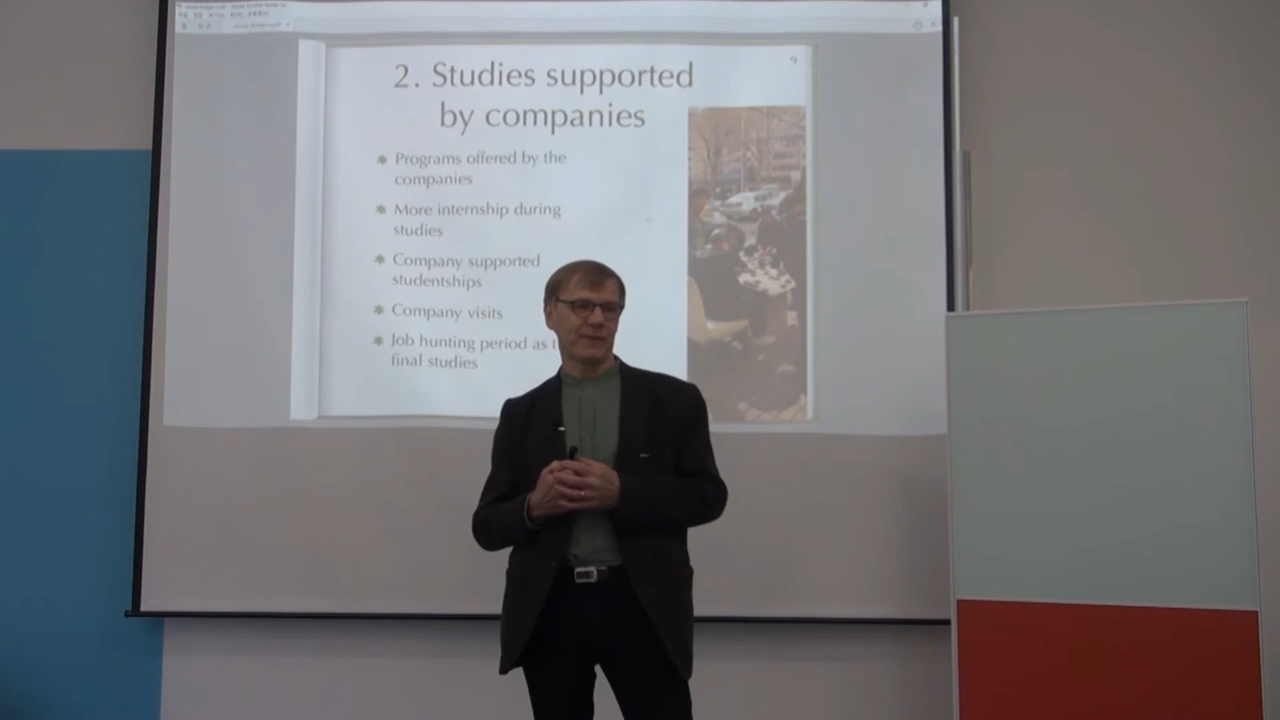 9
2. Studies supported
by companies
Programs offered by the
companies
More internship during
studies
Company supported
studentships
Company visits
Job hunting period as
final studies